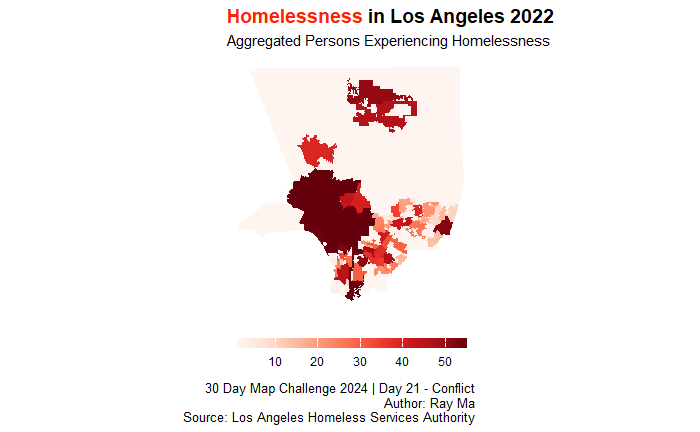 Homelessness in Los Angeles 2022
Aggregated Persons Experiencing Homelessness
10 20 30 40 50
30 Day Map Challenge 2024 | Day 21 - Conflict
Author: Ray Ma
Source: Los Angeles Homeless Services Authority